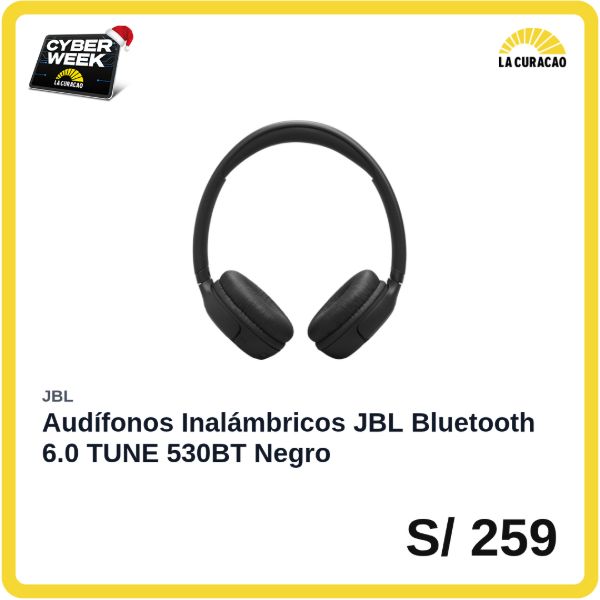 CYBER
WEEK
LA CURACAO
LA CURACAO
JBL
Audífonos Inalámbricos JBL Bluetooth
6.0 TUNE 530BT Negro
S/ 259